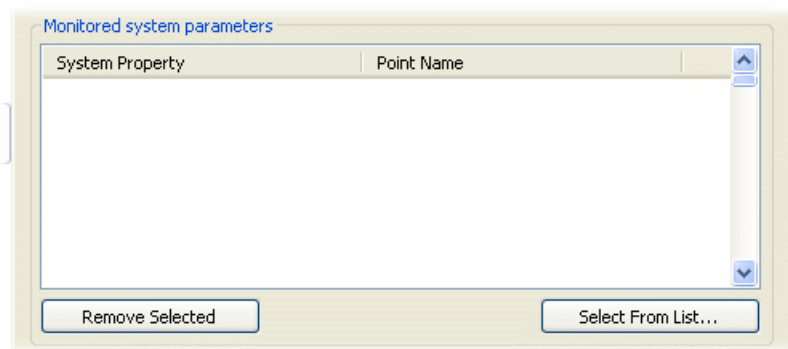 Monitored system parameters
System Property Point Name
Remove Selected Select From List...